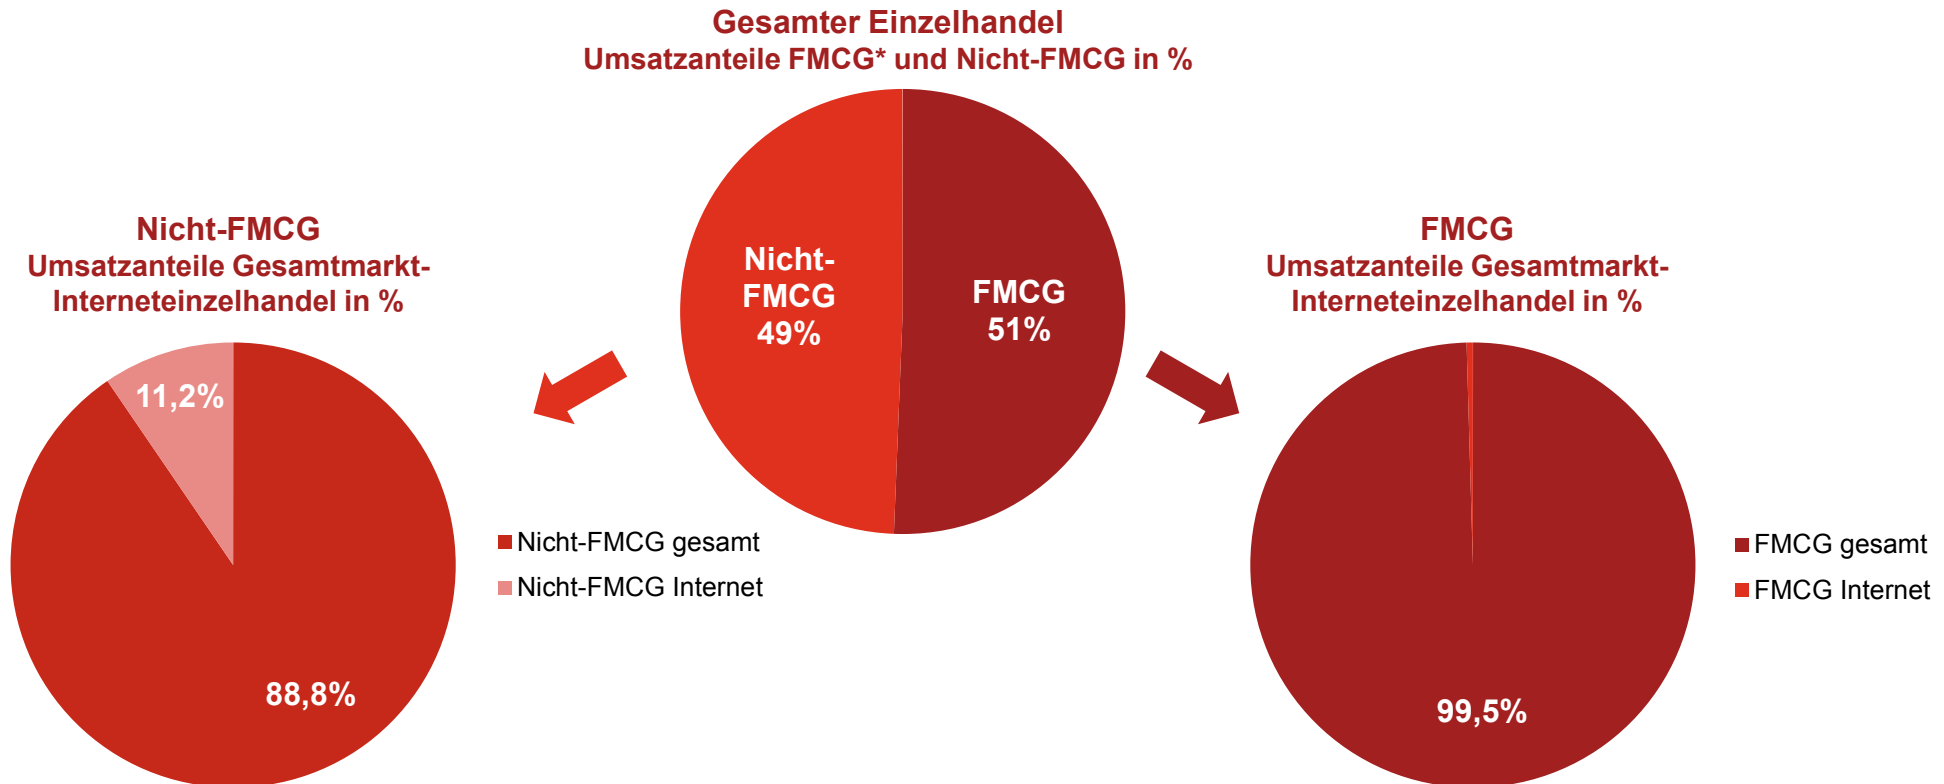 Gesamter Einzelhandel
Umsatzanteile FMCG* und Nicht-FMCG in %
Nicht-
FMCG
49%
FMCG
51%
Nicht-FMCG
Umsatzanteile Gesamtmarkt-
Interneteinzelhandel in %
11,2%
88,8%
Nicht-FMCG gesamt
Nicht-FMCG Internet
FMCG
Umsatzanteile Gesamtmarkt-
Interneteinzelhandel in %
99,5%
FMCG gesamt
FMCG Internet